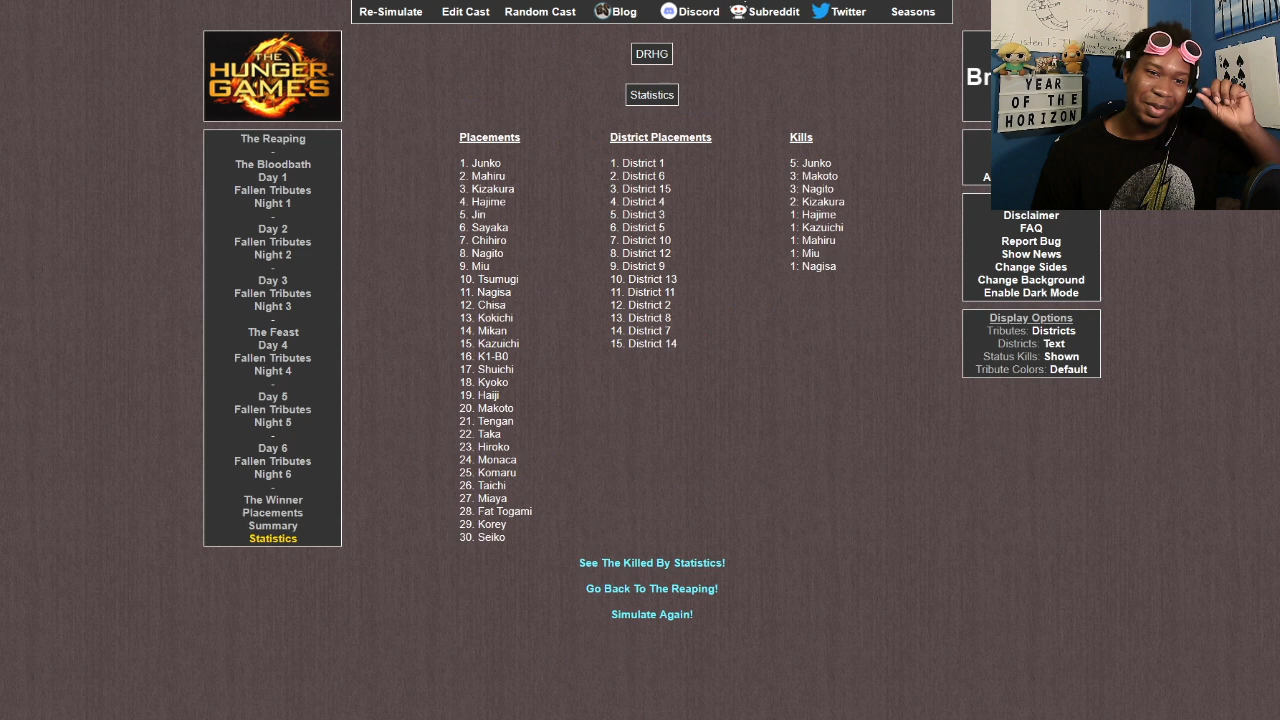 Re-Simulate Edit Cast Random Cast Blog Discord Subreddit Twitter Seasons
THE
HUNGER
GAMES
The Reaping
-
The Bloodbath
Day 1
Fallen Tributes
Night 1
-
Day 2
Fallen Tributes
Night 2
-
Day 3
Fallen Tributes
Night 3
-
The Feast
Day 4
Fallen Tributes
Night 4
-
Day 5
Fallen Tributes
Night 5
-
Day 6
Fallen Tributes
Night 6
-
The Winner
Placements
Summary
Statistics
DRHG
Statistics
Placements
1. Junko
2. Mahiru
3. Kizakura
4. Hajime
5. Jin
6. Sayaka
7. Chihiro
8. Nagito
9. Miu
10. Tsumugi
11. Nagisa
12. Chisa
13. Kokichi
14. Mikan
15. Kazuichi
16. K1-B0
17. Shuichi
18. Kyoko
19. Haiji
20. Makoto
21. Tengan
22. Taka
23. Hiroko
24. Monaca
25. Komaru
26. Taichi
27. Miaya
28. Fat Togami
29. Korey
30. Seiko
District Placements
1. District 1
2. District 6
3. District 15
4. District 4
5. District 3
6. District 5
7. District 10
8. District 12
9. District 9
10. District 13
11. District 11
12. District 2
13. District 8
14. District 7
15. District 14
Kills
5: Junko
3: Makoto
3: Nagito
2: Kizakura
1: Hajime
1: Kazuichi
1: Mahiru
1: Miu
1: Nagisa
See The Killed By Statistics!
Go Back To The Reaping!
Simulate Again!
Br
A
YEAR
OF THE
HORIZON
Disclaimer
FAQ
Report Bug
Show News
Change Sides
Change Background
Enable Dark Mode
Display Options
Tributes: Districts
Districts: Text
Status Kills: Shown
Tribute Colors: Default